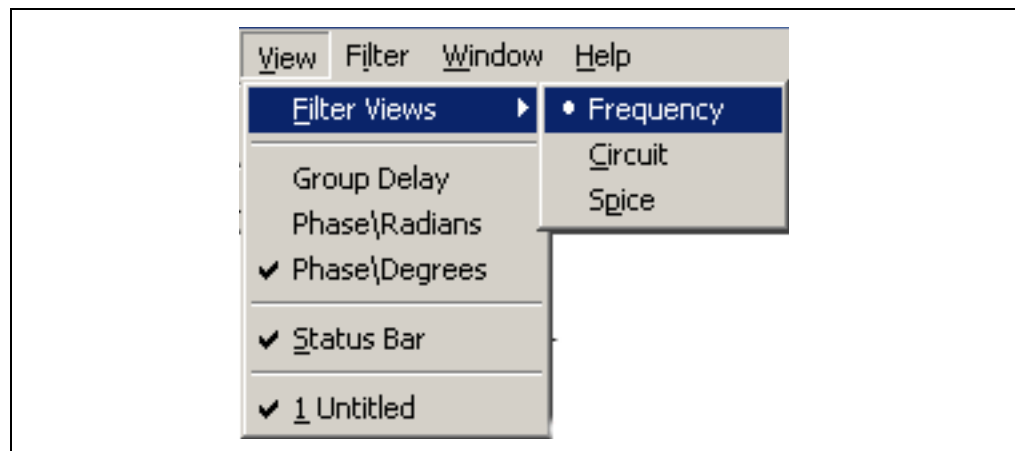 View Filter Window Help
Filter Views
Group Delay
Phase\Radians
Phase\Degrees
Status Bar
1 Untitled
Frequency
Circuit
Spice